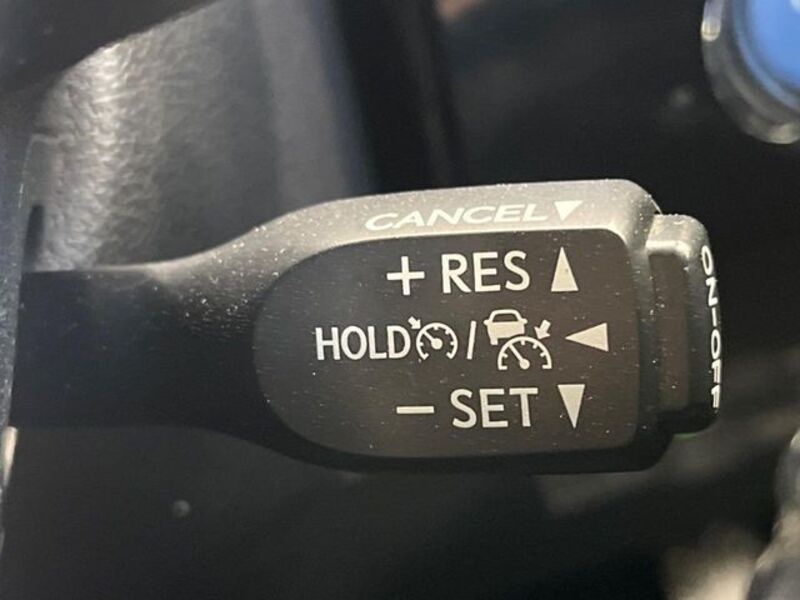 CANCEL
+ RES
HOLD /
− SET
ON-OFF